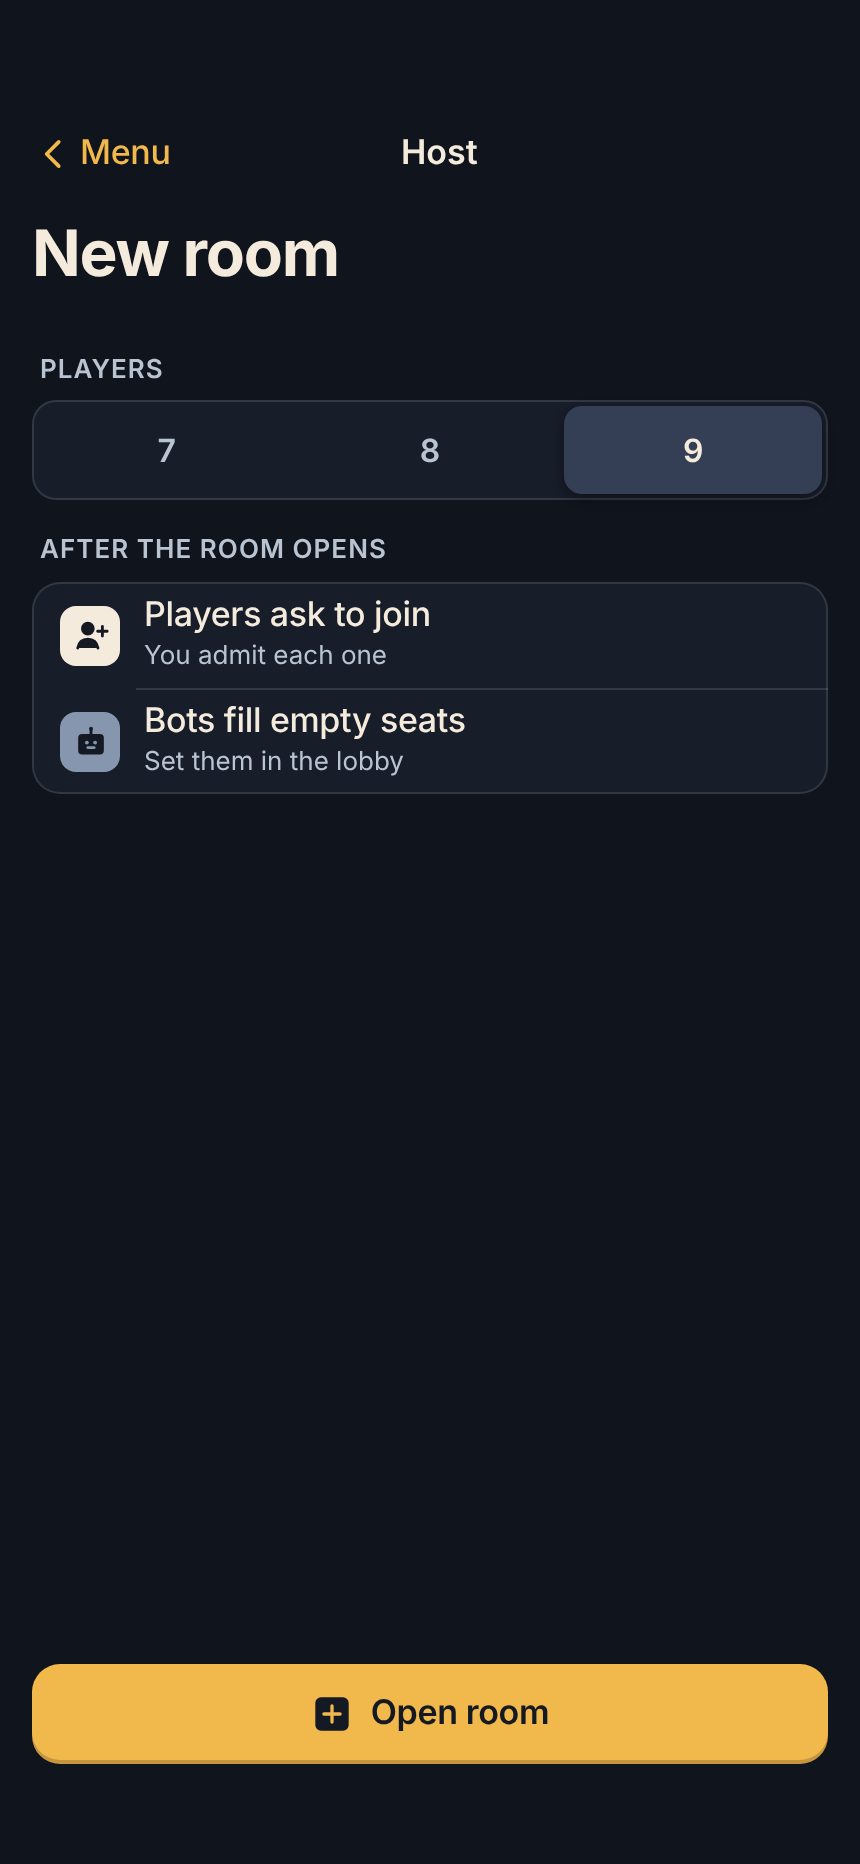 Menu
Host
New room
PLAYERS
7 8 9
AFTER THE ROOM OPENS
Players ask to join
You admit each one
Bots fill empty seats
Set them in the lobby
Open room